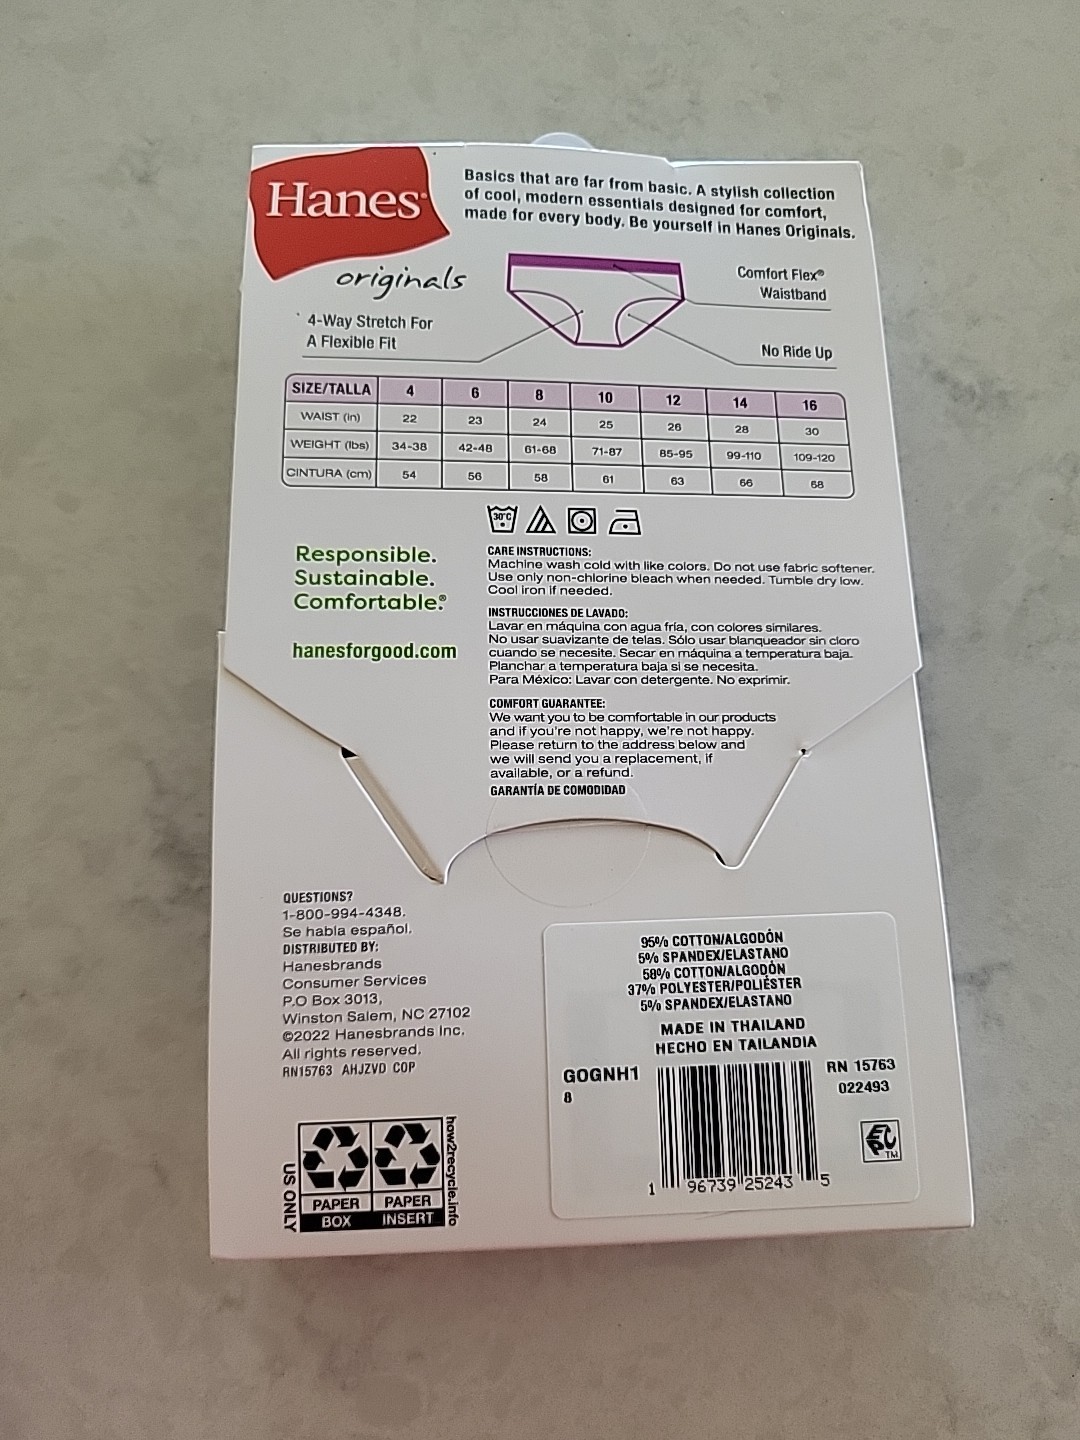 Hanes®
originals
Basics that are far from basic. A stylish collection
of cool, modern essentials designed for comfort,
made for every body. Be yourself in Hanes Originals.
Comfort Flex®
Waistband
4-Way Stretch For
A Flexible Fit
No Ride Up
SIZE/TALLA 4 6 8 10 12 14 16
WAIST (in) 22 23 24 25 26 28 30
WEIGHT (lbs) 34-38 42-48 61-68 71-87 85-95 99-110 109-120
CINTURA (cm) 54 56 58 61 63 66 68
30°C
Responsible.
Sustainable.
Comfortable.®
hanesforgood.com
CARE INSTRUCTIONS:
Machine wash cold with like colors. Do not use fabric softener.
Use only non-chlorine bleach when needed. Tumble dry low.
Cool iron if needed.
INSTRUCCIONES DE LAVADO:
Lavar en máquina con agua fría, con colores similares.
No usar suavizante de telas. Sólo usar blanqueador sin cloro
cuando se necesite. Secar en máquina a temperatura baja.
Planchar a temperatura baja si se necesita.
Para México: Lavar con detergente. No exprimir.
COMFORT GUARANTEE:
We want you to be comfortable in our products
and if you're not happy, we're not happy.
Please return to the address below and
we will send you a replacement, if
available, or a refund.
GARANTÍA DE COMODIDAD
QUESTIONS?
1-800-994-4348.
Se habla español.
DISTRIBUTED BY:
Hanesbrands
Consumer Services
P.O Box 3013,
Winston Salem, NC 27102
©2022 Hanesbrands Inc.
All rights reserved.
RN15763 AHJZVD COP
US ONLY
PAPER
BOX
PAPER
INSERT
how2recycle.info
95% COTTON/ALGODÓN
5% SPANDEX/ELASTANO
58% COTTON/ALGODÓN
37% POLYESTER/POLIÉSTER
5% SPANDEX/ELASTANO
MADE IN THAILAND
HECHO EN TAILANDIA
GOGNH1
8
RN 15763
022493
EPC TM
1 96739 25243 5